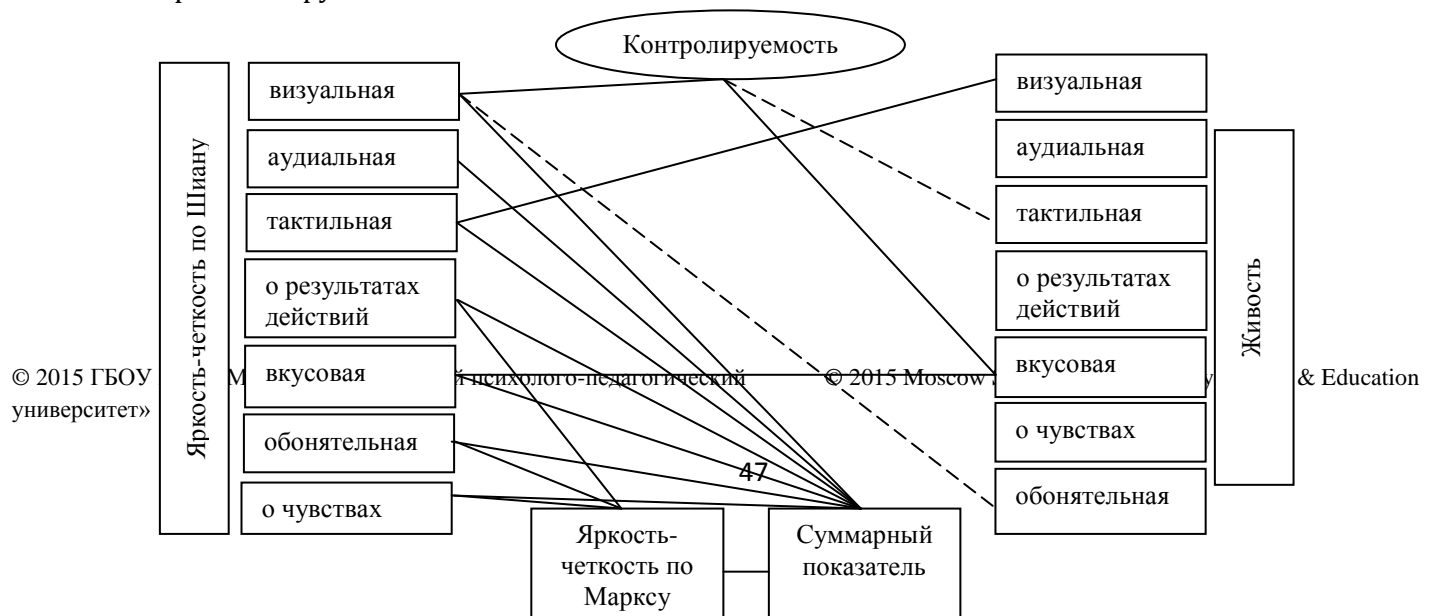 Контролируемость
Яркость-четкость по Шиану
визуальная
аудиальная
тактильная
о результатах
действий
вкусовая
обонятельная
о чувствах
визуальная
аудиальная
тактильная
о результатах
действий
вкусовая
о чувствах
обонятельная
Живость
© 2015 ГБОУ психолого-педагогический
университет»
© 2015 Moscow & Education
47
Яркость-
четкость по
Марксу
Суммарный
показатель